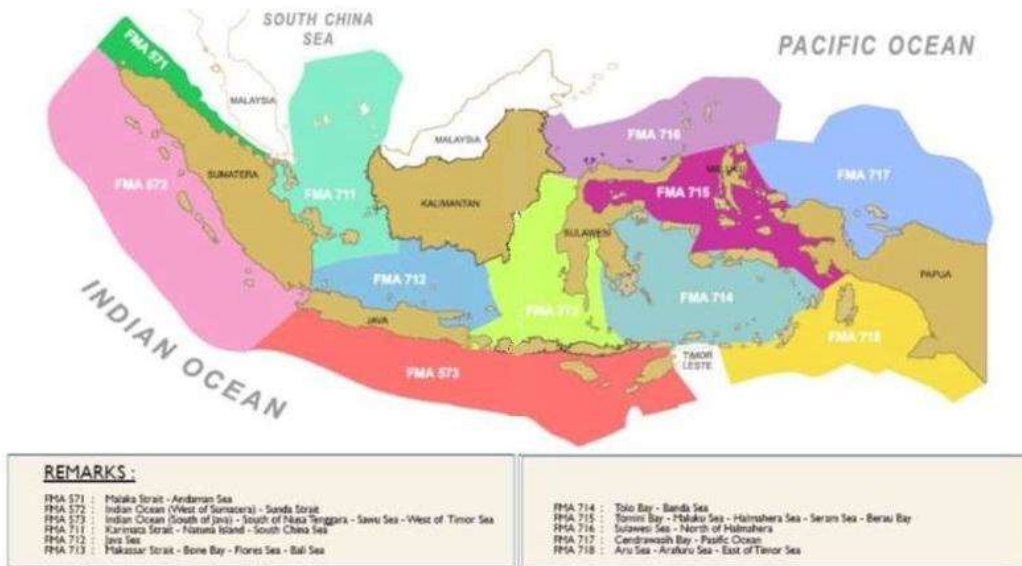 SOUTH CHINA
SEA
PACIFIC OCEAN
FMA 571
MALAYSIA
MALAYSIA
FMA 716
SUMATERA
FMA 572
FMA 711
KALIMANTAN
FMA 715
FMA 717
SULAWESI
PAPUA
FMA 712
FMA 714
JAVA
INDIAN OCEAN
FMA 573
TIMOR
LESTE
REMARKS :
FMA 571 : Malaka Strait - Andaman Sea
FMA 572 : Indian Ocean (West of Sumatera) - Sunda Strait
FMA 573 : Indian Ocean (South of Java) - South of Nusa Tenggara - Sawu Sea - West of Timor Sea
FMA 711 : Karimata Strait - Natuna Island - South China Sea
FMA 712 : Java Sea
FMA 713 : Makassar Strait - Bone Bay - Flores Sea - Bali Sea
FMA 714 : Tolo Bay - Banda Sea
FMA 715 : Tomini Bay - Maluku Sea - Halmahera Sea - Seram Sea - Berau Bay
FMA 716 : Sulawesi Sea - North of Halmahera
FMA 717 : Cendrawasih Bay - Pasific Ocean
FMA 718 : Aru Sea - Arafuru Sea - East of Timor Sea